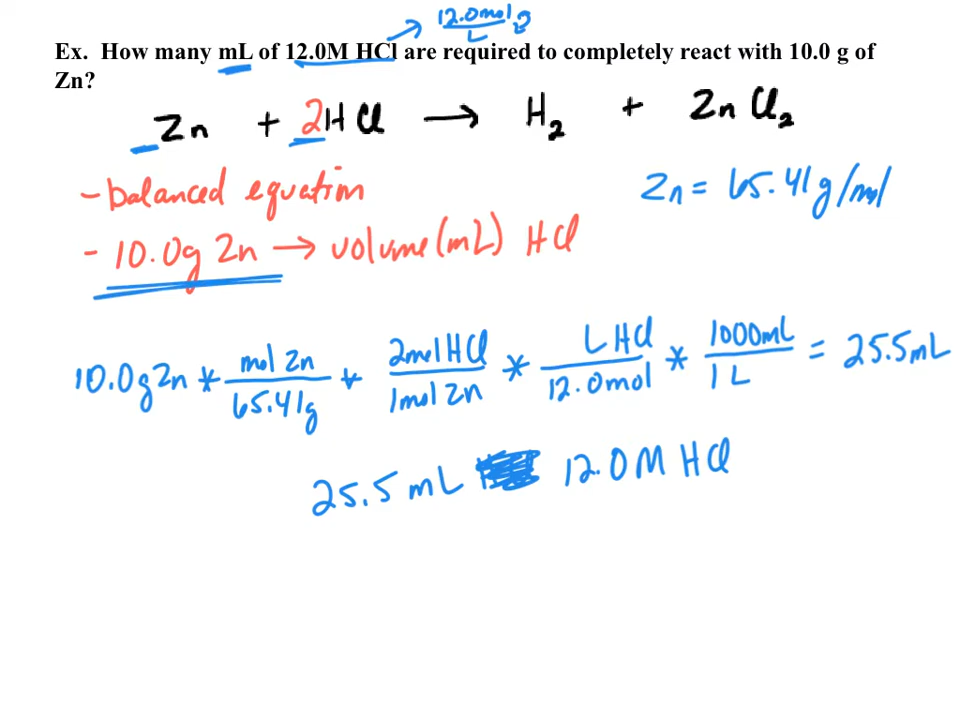 12.0mol
L
Ex. How many mL of 12.0M HCl are required to completely react with 10.0 g of
Zn?
Zn + 2HCl → H2 + ZnCl2
- balanced equation
Zn = 65.41g/mol
- 10.0g Zn → volume(mL) HCl
10.0gZn * mol Zn / 65.41g * 2mol HCl / 1mol Zn * L HCl / 12.0mol * 1000mL / 1 L = 25.5mL
25.5 mL 12.0M HCl